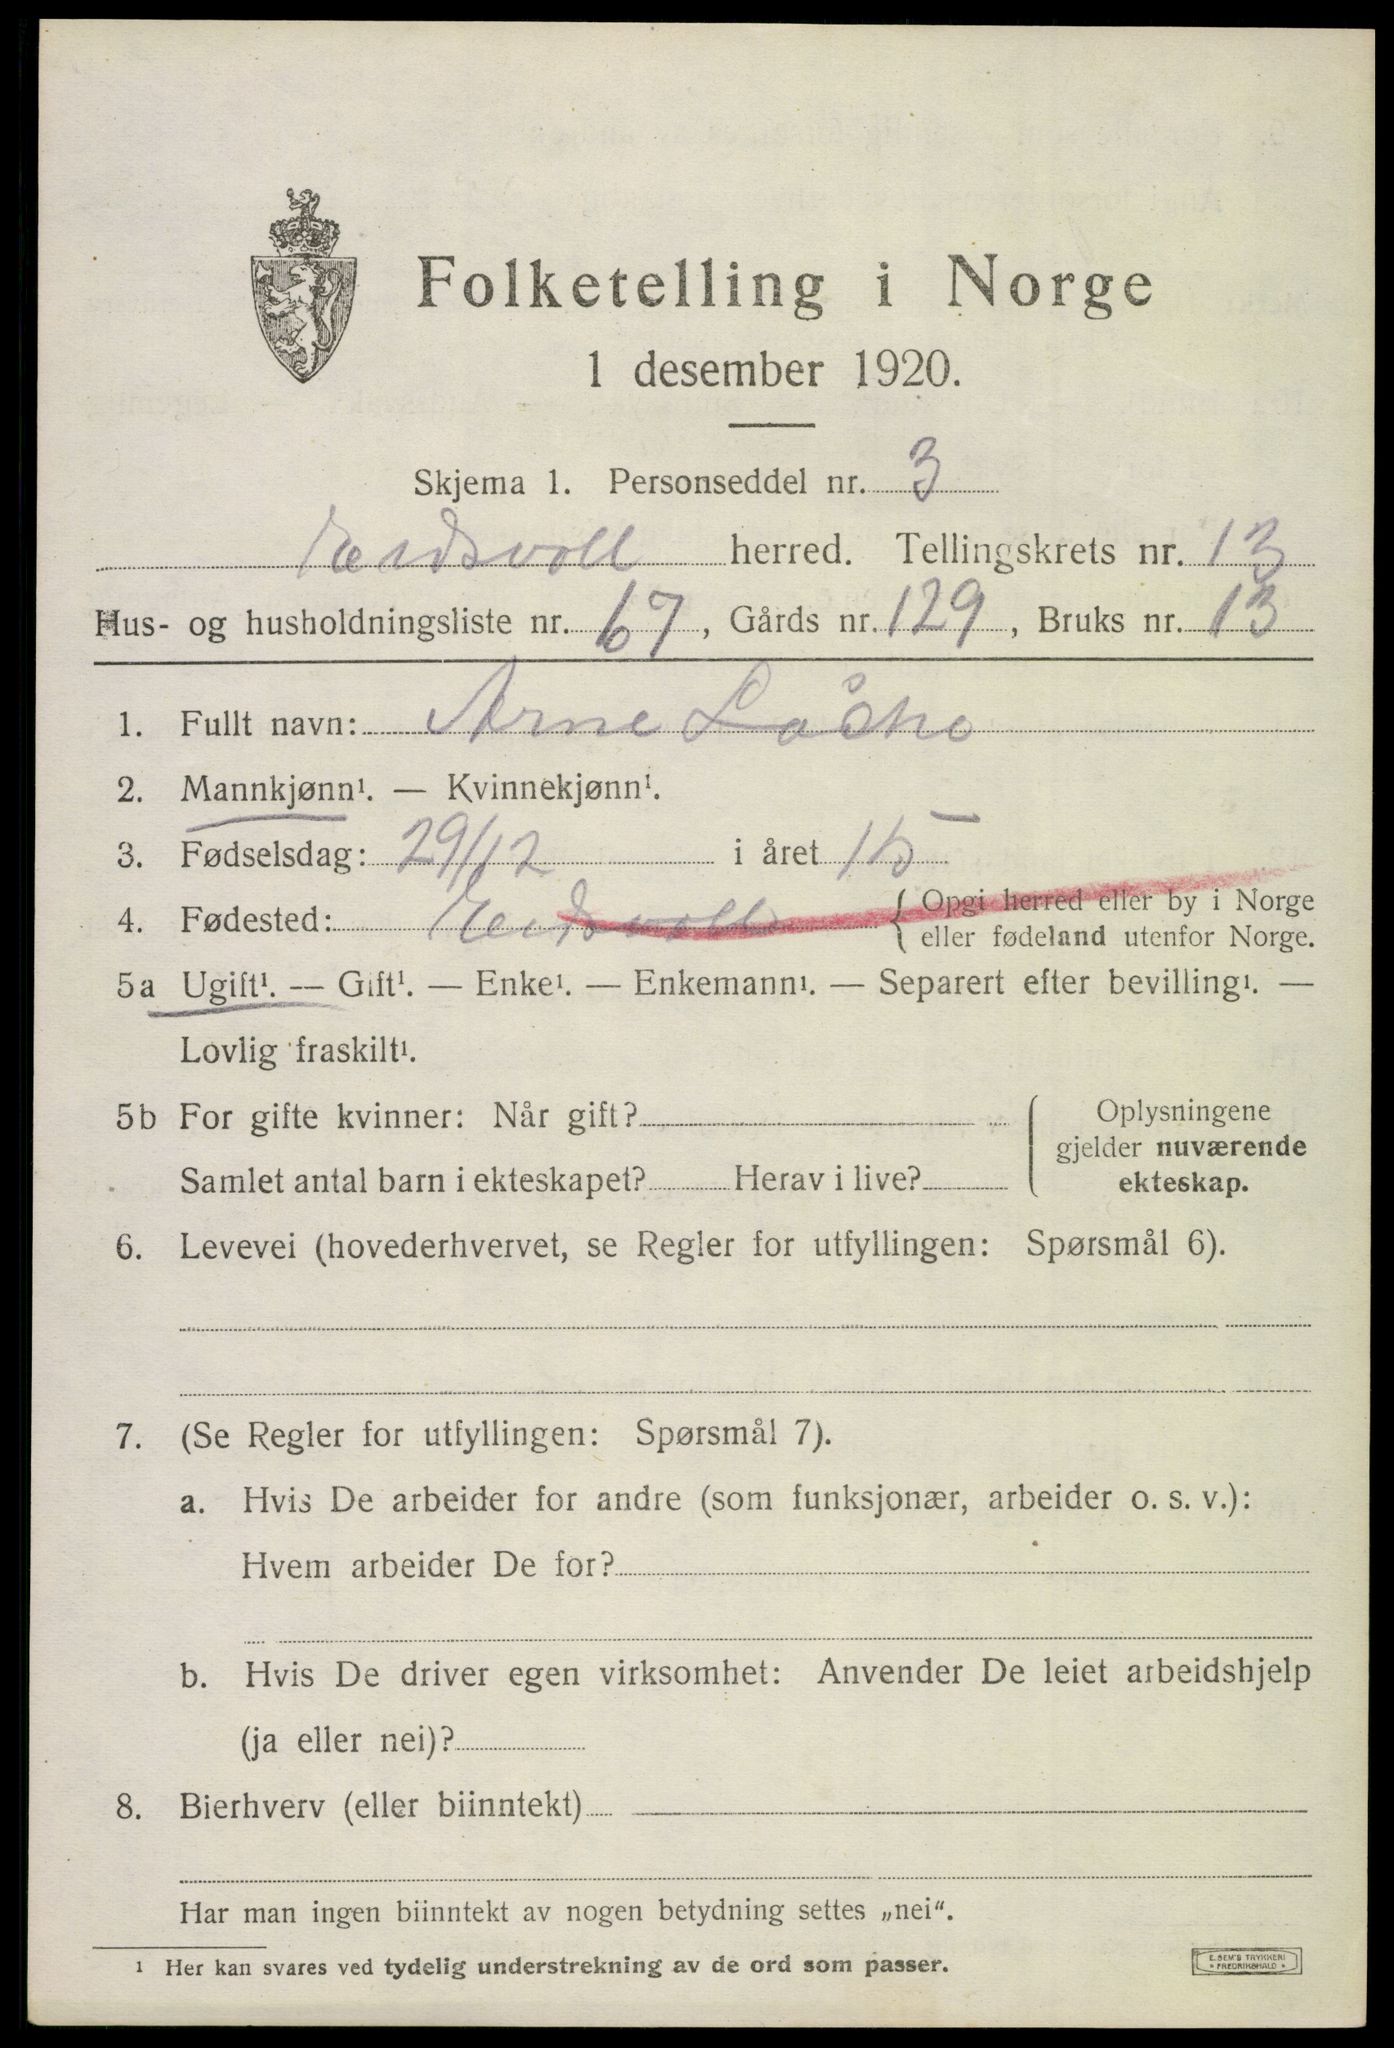 Folketelling i Norge
1 desember 1920.
Skjema 1. Personseddel nr. 3
Eidsvoll herred. Tellingskrets nr. 13
Hus- og husholdningsliste nr. 67, Gårds nr. 129, Bruks nr. 13
1. Fullt navn: Arne
2. Mannkjønn¹. — Kvinnekjønn¹.
3. Fødselsdag: 29/12 i året 15
4. Fødested: Eidsvoll { Opgi herred eller by i Norge
eller fødeland utenfor Norge.
5a Ugift¹. — Gift¹. — Enke¹. — Enkemann¹. — Separert efter bevilling¹. —
Lovlig fraskilt¹.
5b For gifte kvinner: Når gift?
Samlet antal barn i ekteskapet? Herav i live?
Oplysningene
gjelder nuværende
ekteskap.
6. Levevei (hovederhvervet, se Regler for utfyllingen: Spørsmål 6).
7. (Se Regler for utfyllingen: Spørsmål 7).
a. Hvis De arbeider for andre (som funksjonær, arbeider o. s. v.):
Hvem arbeider De for?
b. Hvis De driver egen virksomhet: Anvender De leiet arbeidshjelp
(ja eller nei)?
8. Bierhverv (eller biinntekt)
Har man ingen biinntekt av nogen betydning settes „nei“.
¹ Her kan svares ved tydelig understrekning av de ord som passer.
E. SEM'S TRYKKERI
* FREDRIKSHALD *